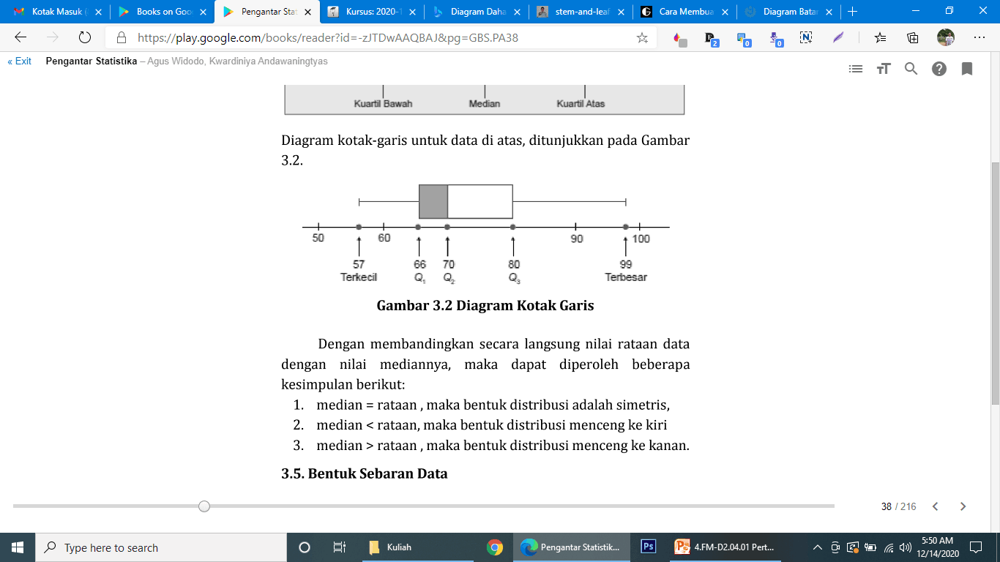 Kotak Masuk (
Books on Goo
Pengantar Stat
Kursus: 2020-1
Diagram Daha
stem-and-leaf
Cara Membua
Diagram Batan
https://play.google.com/books/reader?id=-zJTDwAAQBAJ&pg=GBS.PA38
2
0
0
« Exit Pengantar Statistika – Agus Widodo, Kwardiniya Andawaningtyas
Kuartil Bawah Median Kuartil Atas
Diagram kotak-garis untuk data di atas, ditunjukkan pada Gambar
3.2.
50 60 90 100
57 66 70 80 99
Terkecil Q1 Q2 Q3 Terbesar
Gambar 3.2 Diagram Kotak Garis
Dengan membandingkan secara langsung nilai rataan data
dengan nilai mediannya, maka dapat diperoleh beberapa
kesimpulan berikut:
1. median = rataan , maka bentuk distribusi adalah simetris,
2. median < rataan, maka bentuk distribusi menceng ke kiri
3. median > rataan , maka bentuk distribusi menceng ke kanan.
3.5. Bentuk Sebaran Data
38 / 216
Type here to search
Kuliah
Pengantar Statistik...
Ps
4.FM-D2.04.01 Pert...
5:50 AM
12/14/2020